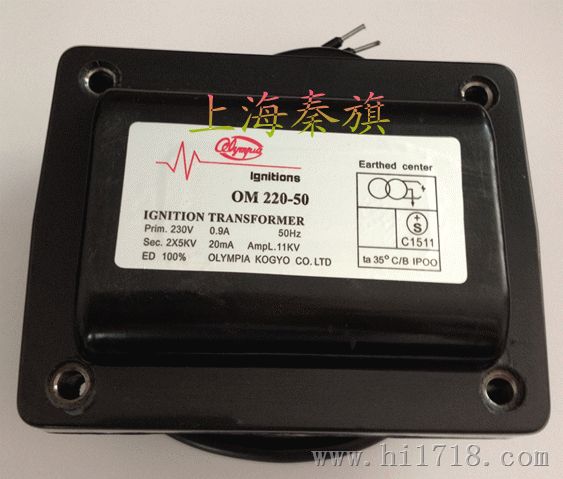 上海秦旗
Olympia
Ignitions
OM 220-50
IGNITION TRANSFORMER
Prim. 230V 0.9A 50Hz
Sec. 2X5KV 20mA AmpL.11KV
ED 100% OLYMPIA KOGYO CO.LTD
Earthed center
S
C1511
ta 35° C/B IPOO
www.hi1718.com